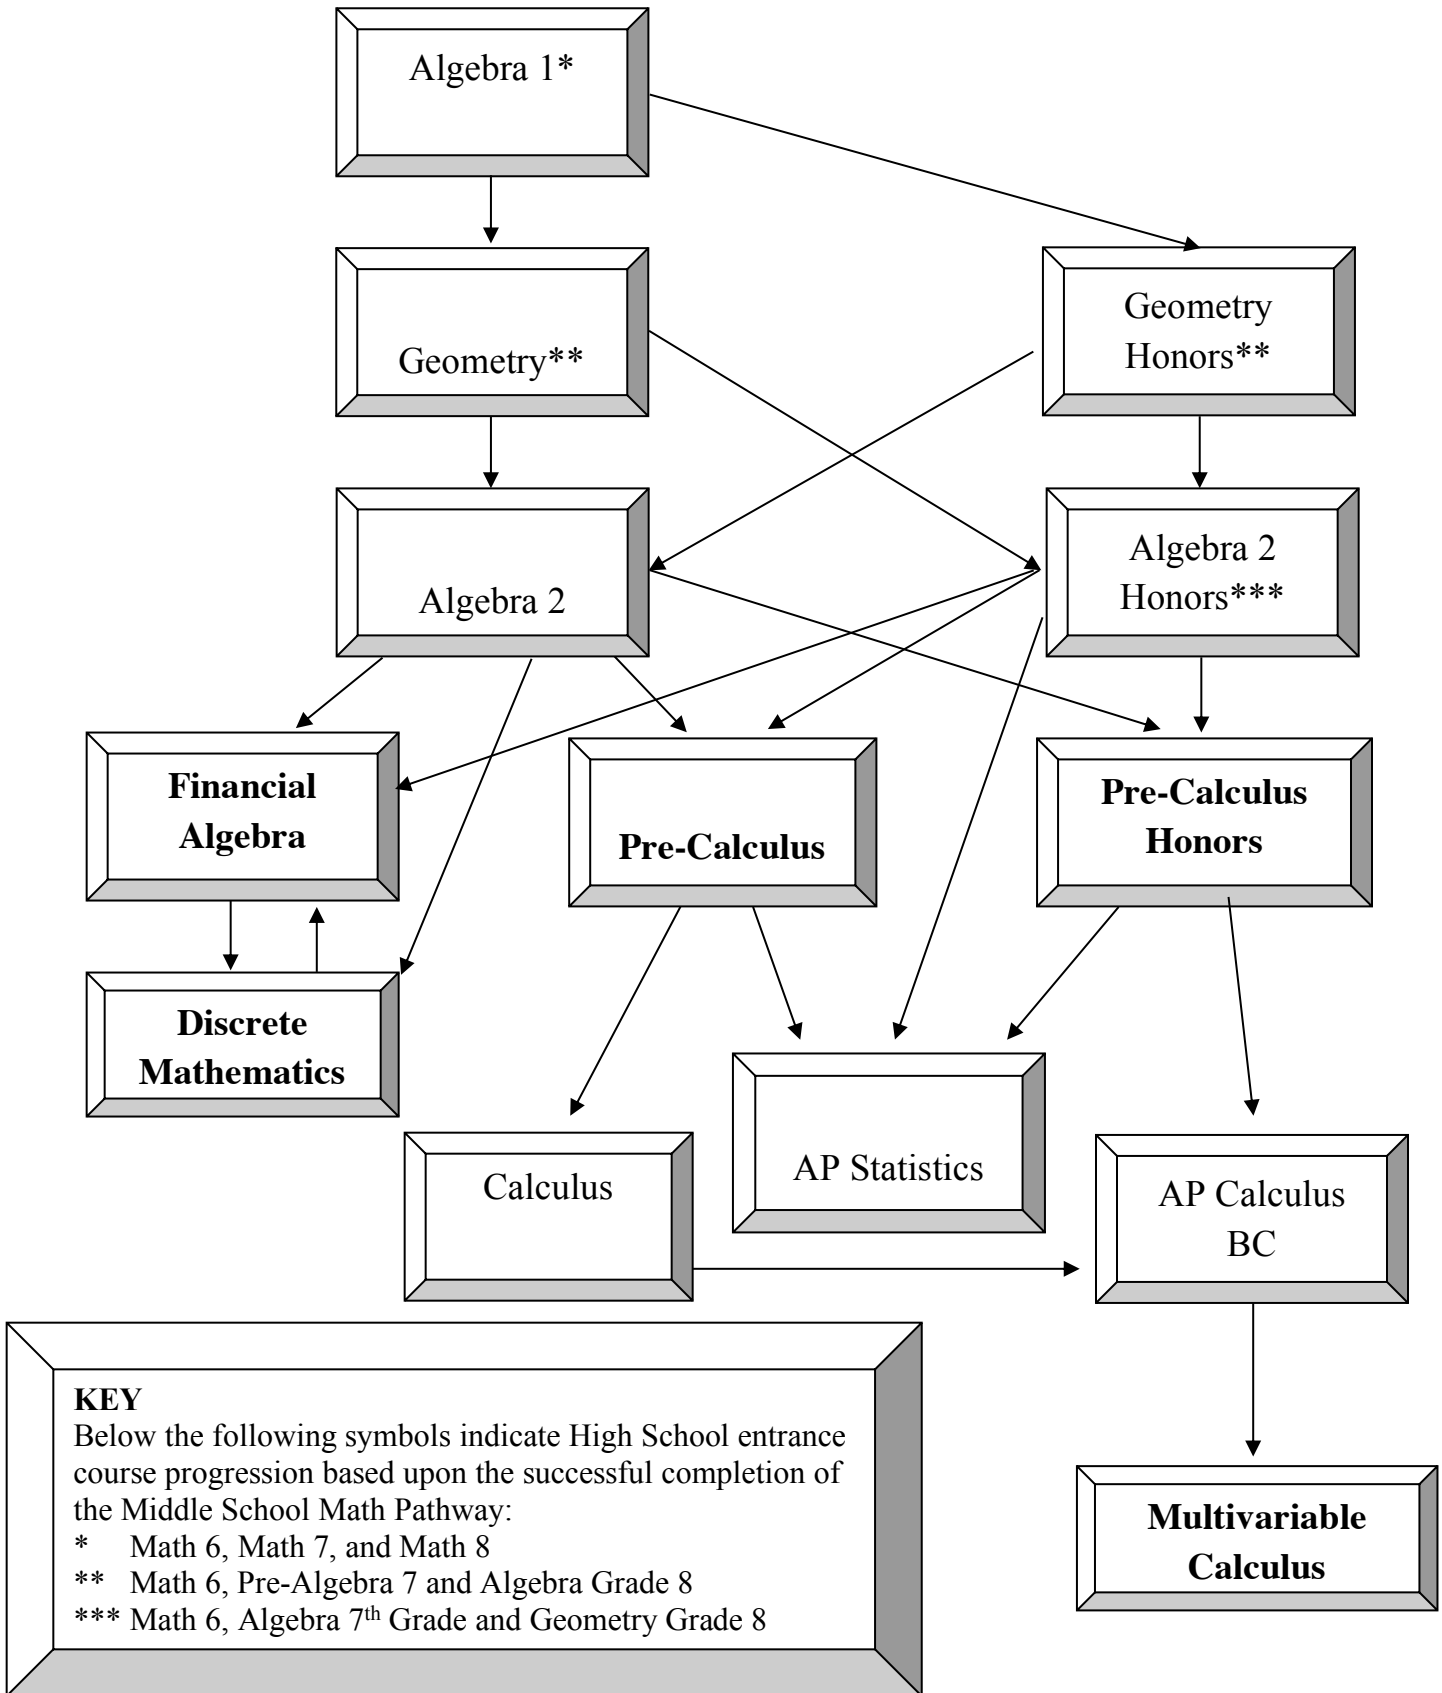 Algebra 1*
Geometry**
Geometry
Honors**
Algebra 2
Algebra 2
Honors***
Financial
Algebra
Pre-Calculus
Pre-Calculus
Honors
Discrete
Mathematics
Calculus
AP Statistics
AP Calculus
BC
KEY
Below the following symbols indicate High School entrance
course progression based upon the successful completion of
the Middle School Math Pathway:
* Math 6, Math 7, and Math 8
** Math 6, Pre-Algebra 7 and Algebra Grade 8
*** Math 6, Algebra 7th Grade and Geometry Grade 8
Multivariable
Calculus